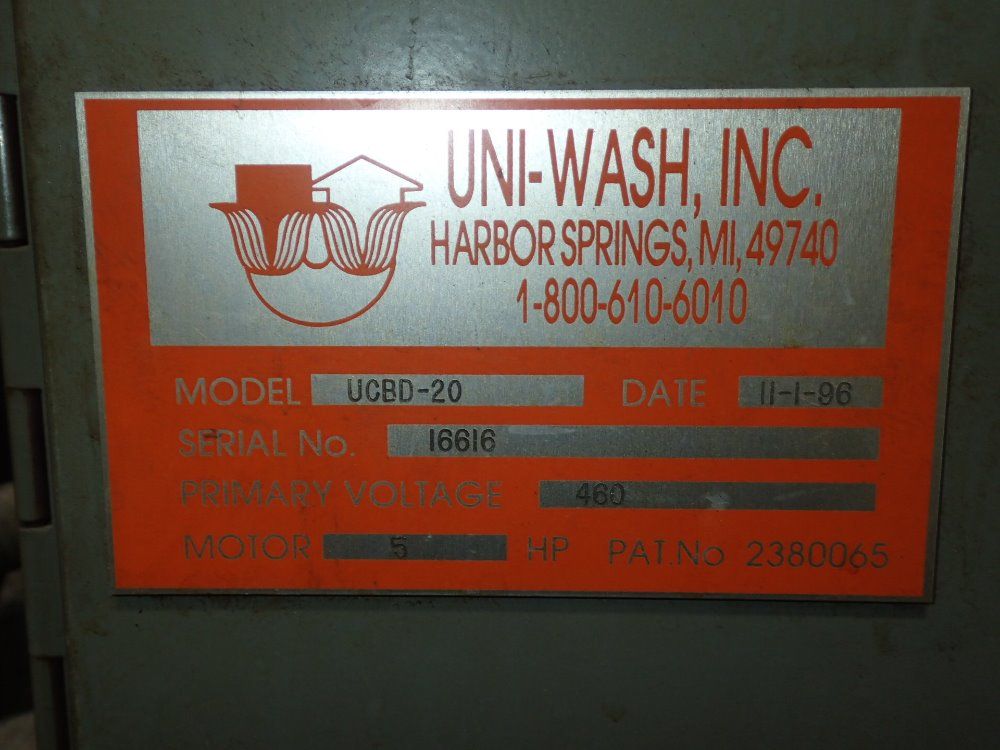 UNI-WASH, INC.
HARBOR SPRINGS, MI, 49740
1-800-610-6010
MODEL UCBD-20 DATE 11-1-96
SERIAL No. 16616
PRIMARY VOLTAGE 460
MOTOR 5 HP PAT.No 2380065